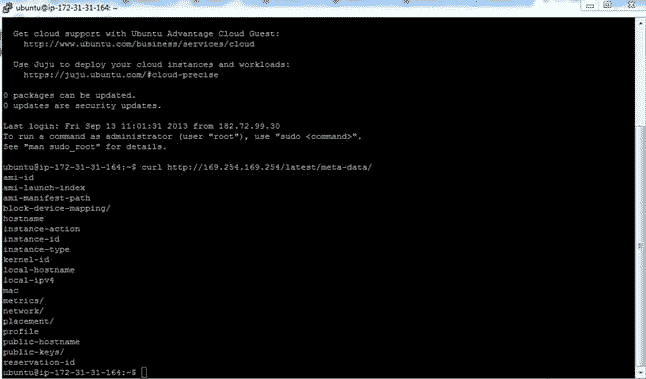 ubuntu@ip-172-31-31-164: ~
Get cloud support with Ubuntu Advantage Cloud Guest:
http://www.ubuntu.com/business/services/cloud
Use Juju to deploy your cloud instances and workloads:
https://juju.ubuntu.com/#cloud-precise
0 packages can be updated.
0 updates are security updates.
Last login: Fri Sep 13 11:01:31 2013 from 182.72.99.30
To run a command as administrator (user "root"), use "sudo <command>".
See "man sudo_root" for details.
ubuntu@ip-172-31-31-164:~$ curl http://169.254.169.254/latest/meta-data/
ami-id
ami-launch-index
ami-manifest-path
block-device-mapping/
hostname
instance-action
instance-id
instance-type
kernel-id
local-hostname
local-ipv4
mac
metrics/
network/
placement/
profile
public-hostname
public-keys/
reservation-id
ubuntu@ip-172-31-31-164:~$